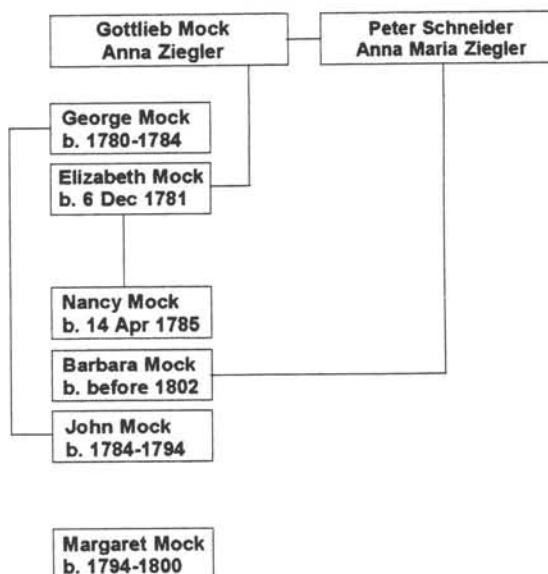 Gottlieb Mock
Anna Ziegler
Peter Schneider
Anna Maria Ziegler
George Mock
b. 1780-1784
Elizabeth Mock
b. 6 Dec 1781
Nancy Mock
b. 14 Apr 1785
Barbara Mock
b. before 1802
John Mock
b. 1784-1794
Margaret Mock
b. 1794-1800